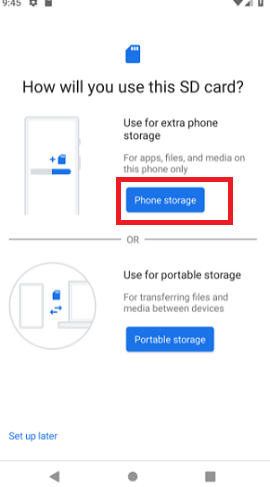 9:45
How will you use this SD card?
Use for extra phone
storage
For apps, files, and media on
this phone only
Phone storage
OR
Use for portable storage
For transferring files and
media between devices
Portable storage
Set up later